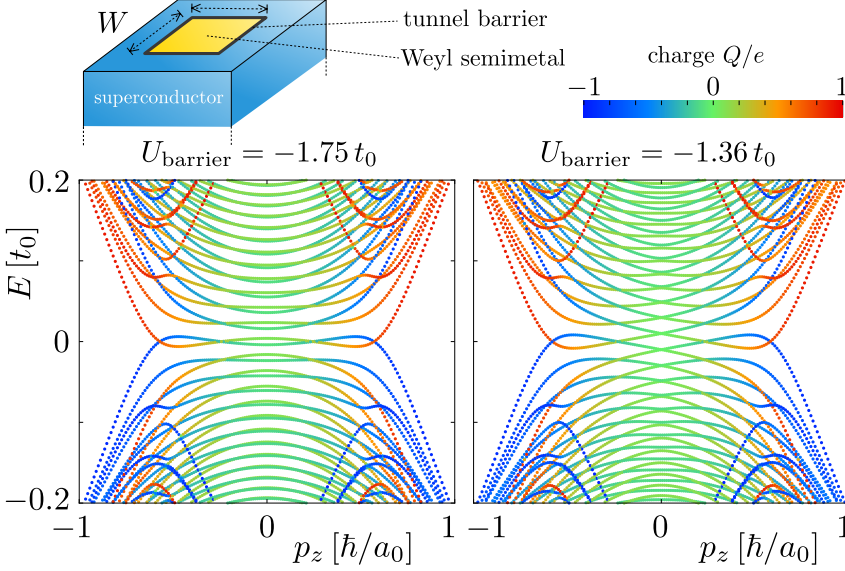 W
tunnel barrier
Weyl semimetal
superconductor
charge Q/e
−1 0 1
U_barrier = −1.75 t_0
U_barrier = −1.36 t_0
0.2
E [t_0]
0
−0.2
−1 0 1
−1 0 1
p_z [ħ/a_0]
p_z [ħ/a_0]